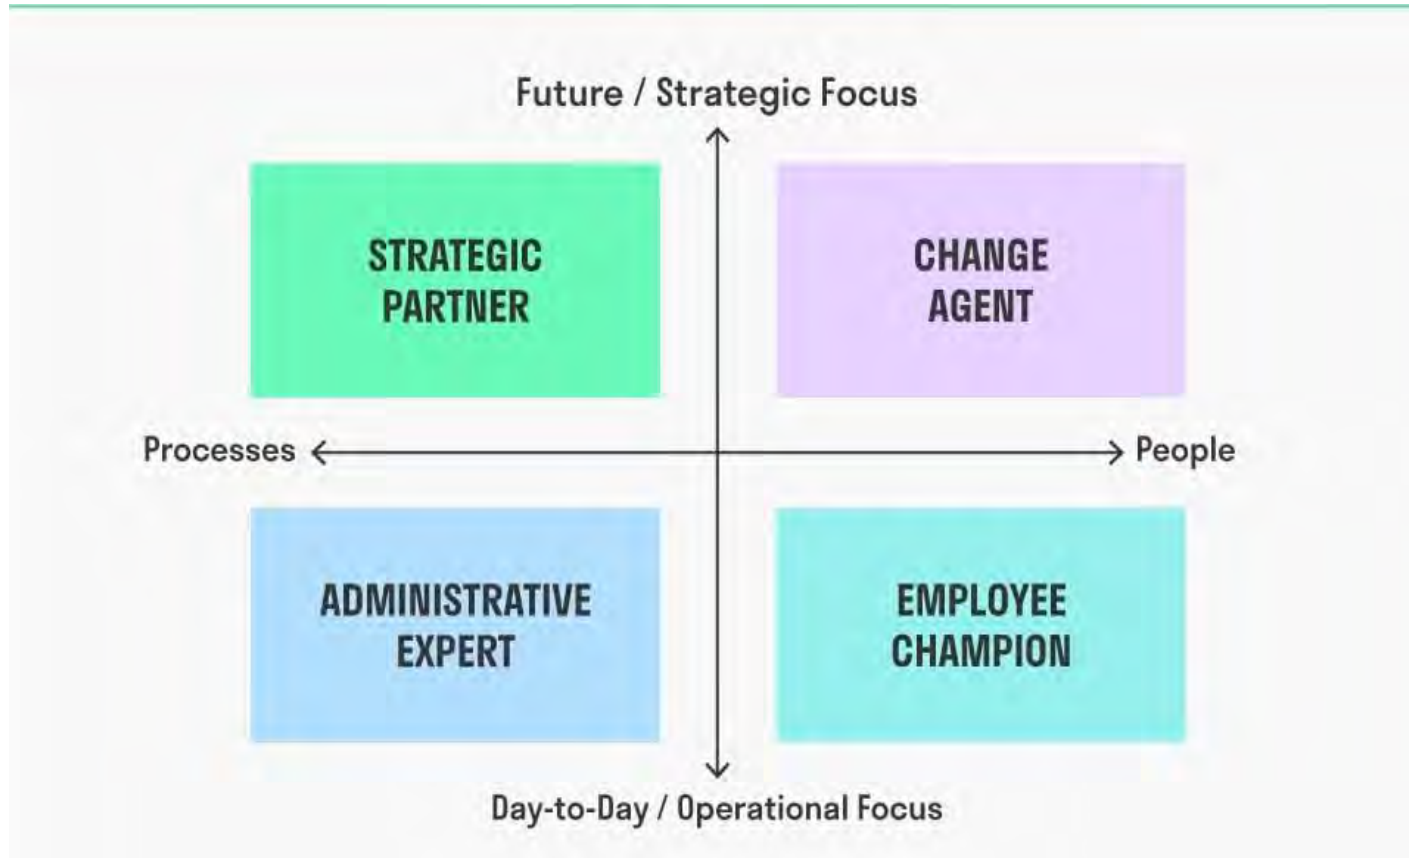 Future / Strategic Focus
STRATEGIC
PARTNER
CHANGE
AGENT
Processes
People
ADMINISTRATIVE
EXPERT
EMPLOYEE
CHAMPION
Day-to-Day / Operational Focus